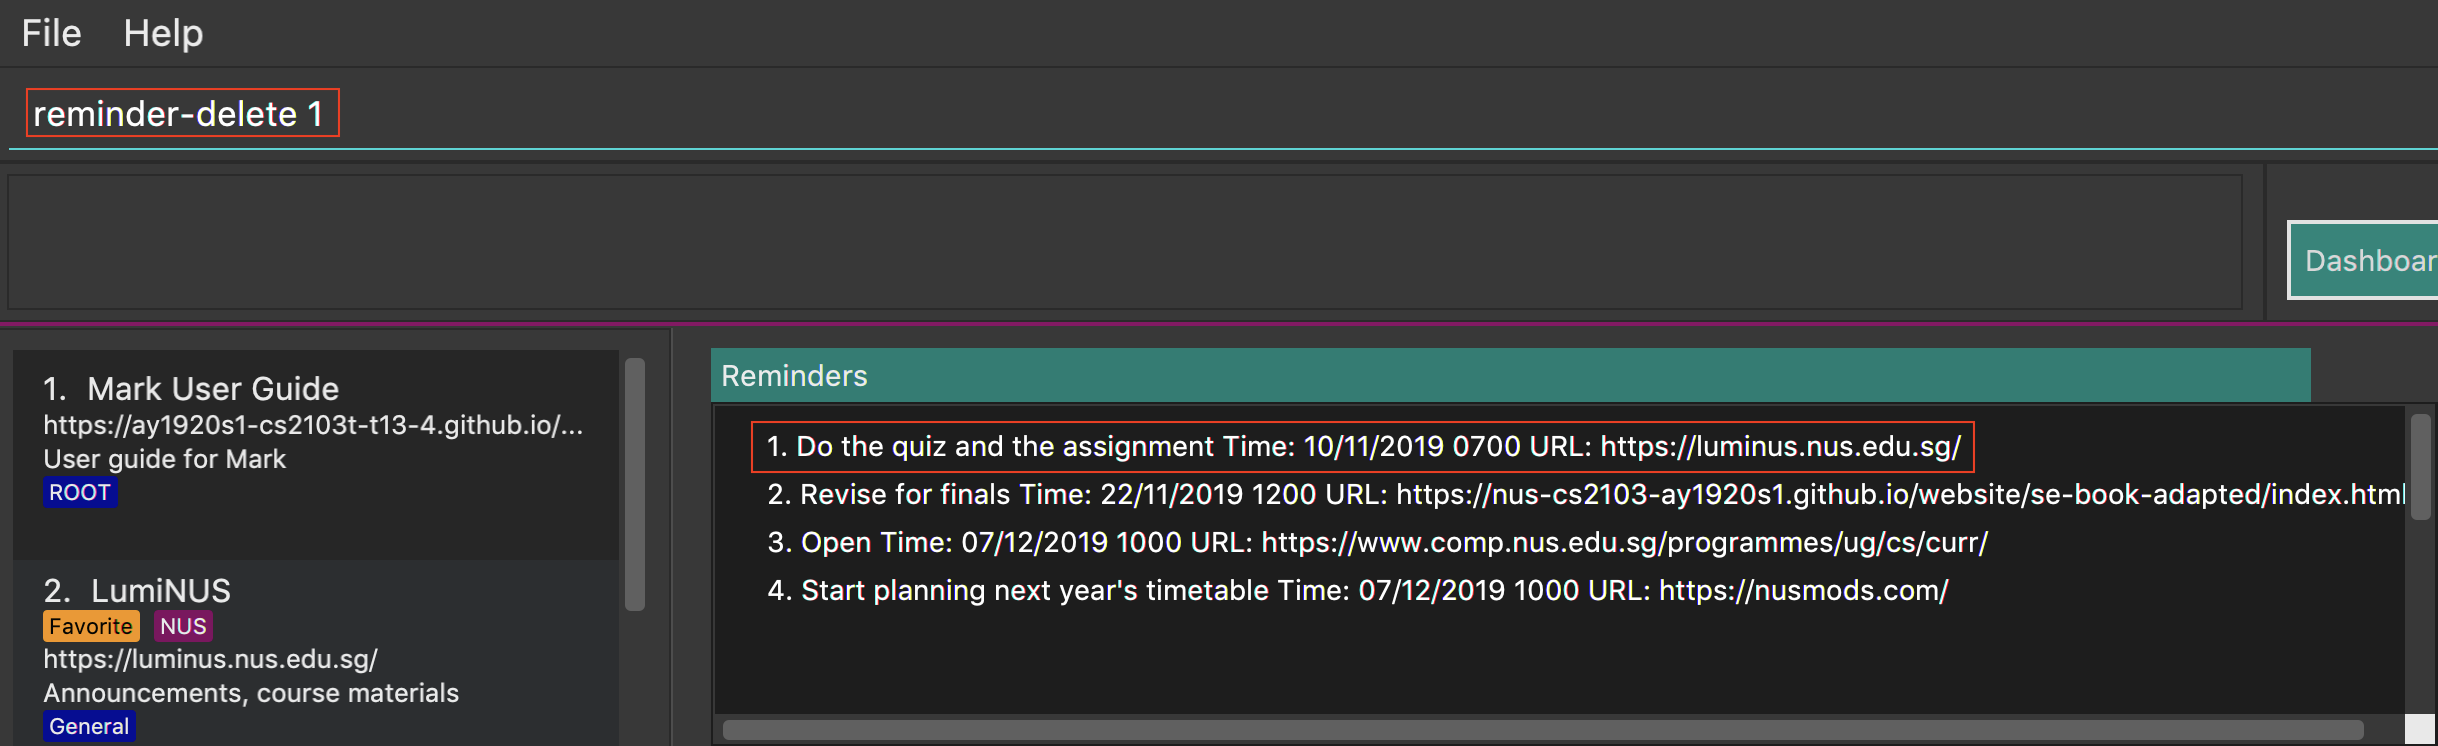 File Help
reminder-delete 1
Dashboar
1. Mark User Guide
https://ay1920s1-cs2103t-t13-4.github.io/...
User guide for Mark
ROOT
2. LumiNUS
Favorite NUS
https://luminus.nus.edu.sg/
Announcements, course materials
General
Reminders
1. Do the quiz and the assignment Time: 10/11/2019 0700 URL: https://luminus.nus.edu.sg/
2. Revise for finals Time: 22/11/2019 1200 URL: https://nus-cs2103-ay1920s1.github.io/website/se-book-adapted/index.html
3. Open Time: 07/12/2019 1000 URL: https://www.comp.nus.edu.sg/programmes/ug/cs/curr/
4. Start planning next year's timetable Time: 07/12/2019 1000 URL: https://nusmods.com/